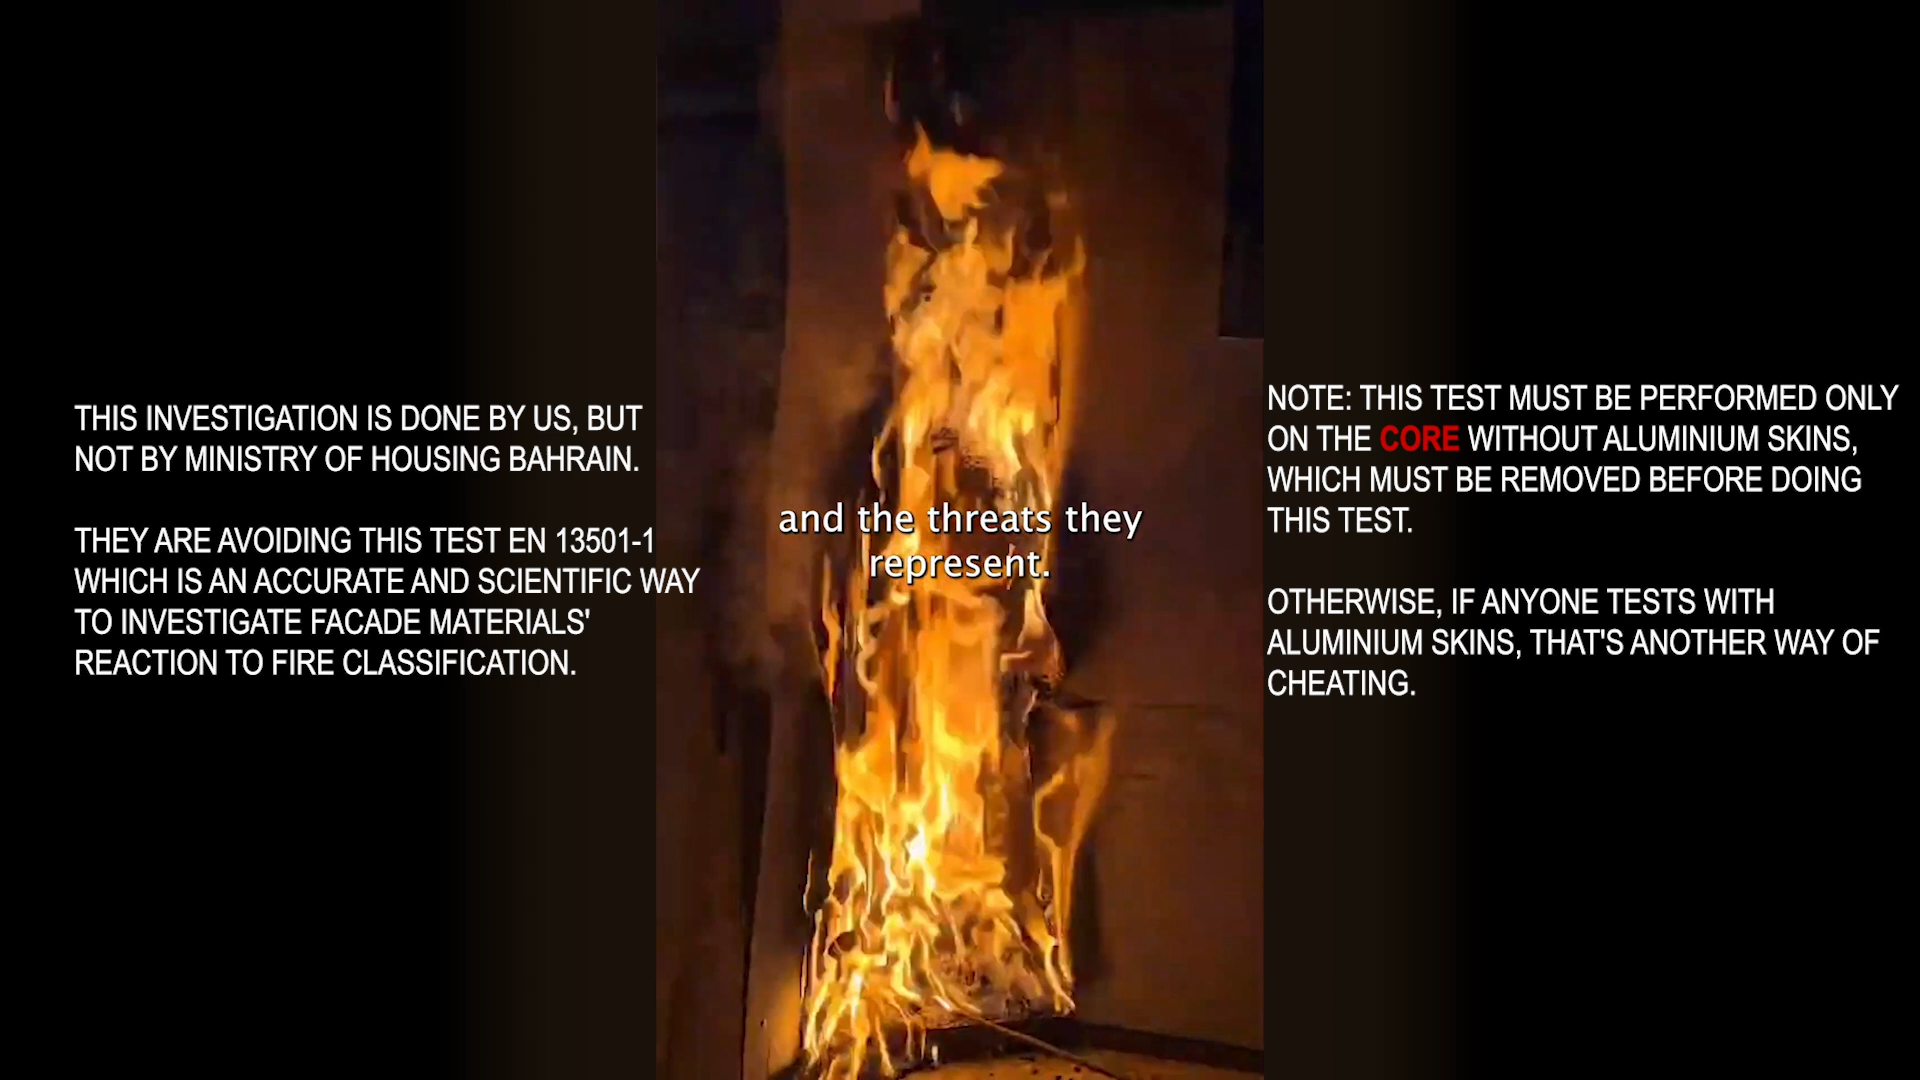 THIS INVESTIGATION IS DONE BY US, BUT
NOT BY MINISTRY OF HOUSING BAHRAIN.
THEY ARE AVOIDING THIS TEST EN 13501-1
WHICH IS AN ACCURATE AND SCIENTIFIC WAY
TO INVESTIGATE FACADE MATERIALS'
REACTION TO FIRE CLASSIFICATION.
and the threats they
represent.
NOTE: THIS TEST MUST BE PERFORMED ONLY
ON THE CORE WITHOUT ALUMINIUM SKINS,
WHICH MUST BE REMOVED BEFORE DOING
THIS TEST.
OTHERWISE, IF ANYONE TESTS WITH
ALUMINIUM SKINS, THAT'S ANOTHER WAY OF
CHEATING.